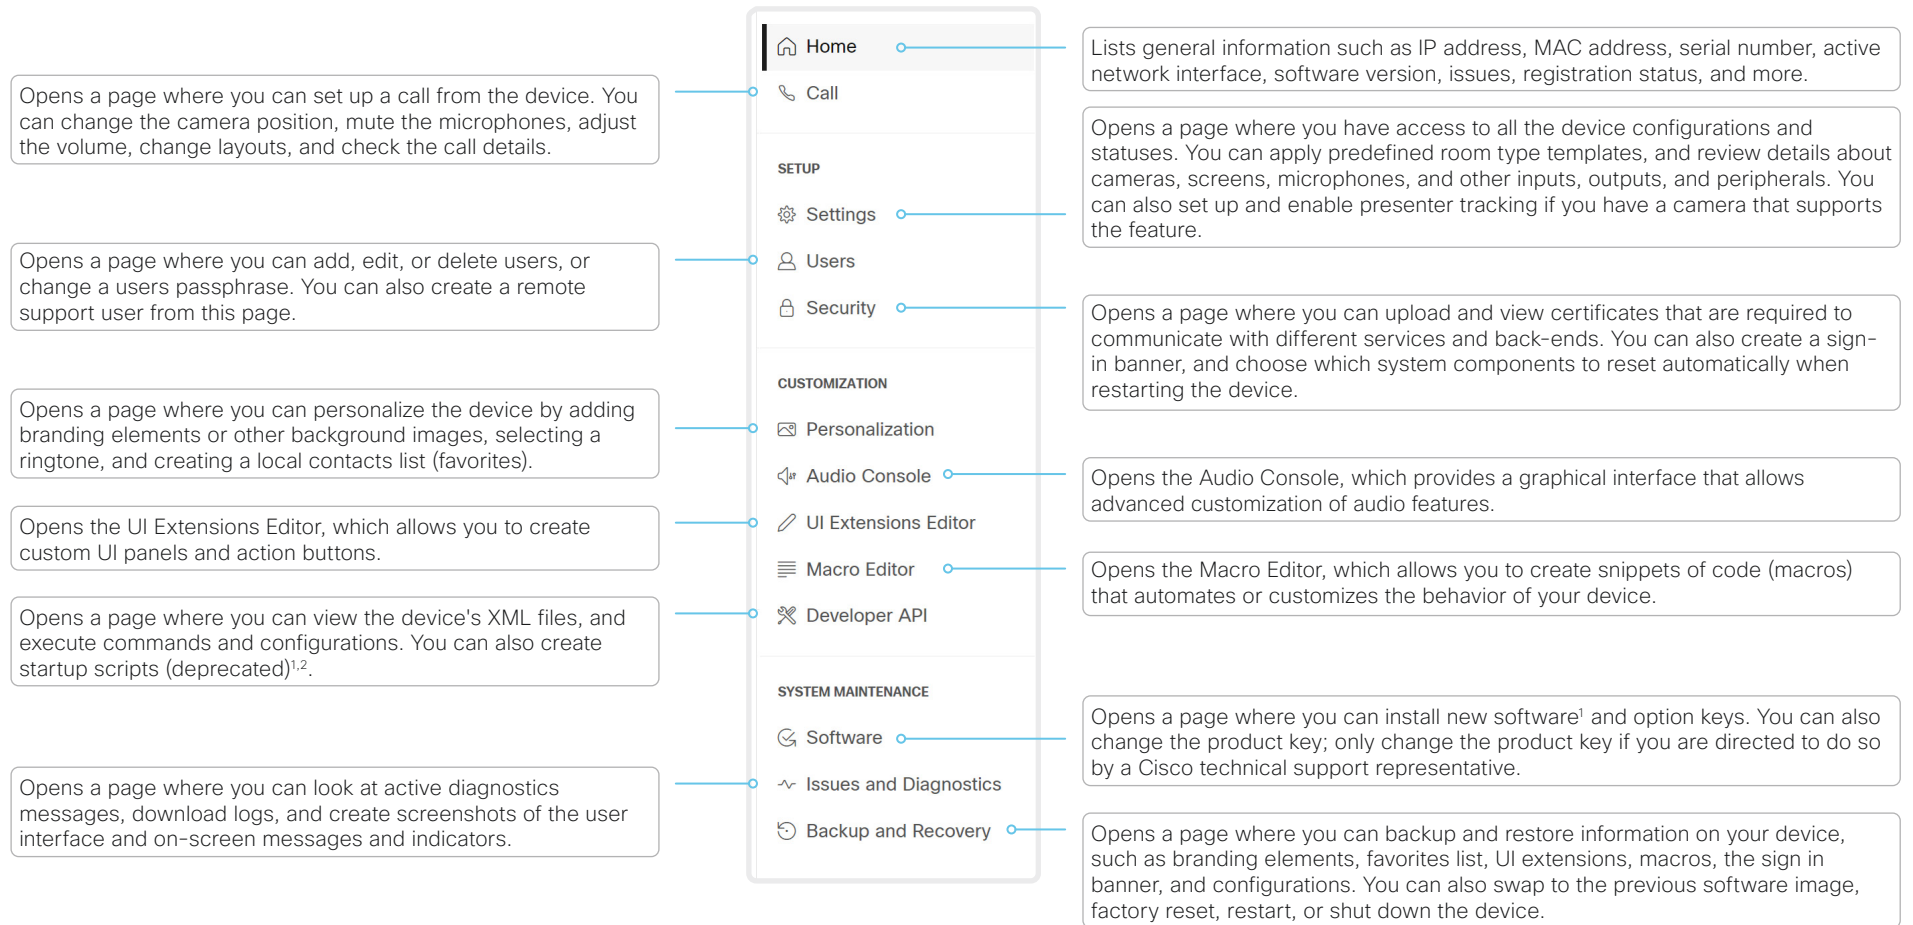 Home
Lists general information such as IP address, MAC address, serial number, active
network interface, software version, issues, registration status, and more.
Opens a page where you can set up a call from the device. You
can change the camera position, mute the microphones, adjust
the volume, change layouts, and check the call details.
Call
Opens a page where you have access to all the device configurations and
statuses. You can apply predefined room type templates, and review details about
cameras, screens, microphones, and other inputs, outputs, and peripherals. You
can also set up and enable presenter tracking if you have a camera that supports
the feature.
SETUP
Settings
Opens a page where you can add, edit, or delete users, or
change a users passphrase. You can also create a remote
support user from this page.
Users
Security
Opens a page where you can upload and view certificates that are required to
communicate with different services and back-ends. You can also create a sign-
in banner, and choose which system components to reset automatically when
restarting the device.
CUSTOMIZATION
Opens a page where you can personalize the device by adding
branding elements or other background images, selecting a
ringtone, and creating a local contacts list (favorites).
Personalization
Audio Console
Opens the Audio Console, which provides a graphical interface that allows
advanced customization of audio features.
Opens the UI Extensions Editor, which allows you to create
custom UI panels and action buttons.
UI Extensions Editor
Macro Editor
Opens the Macro Editor, which allows you to create snippets of code (macros)
that automates or customizes the behavior of your device.
Opens a page where you can view the device's XML files, and
execute commands and configurations. You can also create
startup scripts (deprecated)1,2.
Developer API
SYSTEM MAINTENANCE
Software
Opens a page where you can install new software1 and option keys. You can also
change the product key; only change the product key if you are directed to do so
by a Cisco technical support representative.
Opens a page where you can look at active diagnostics
messages, download logs, and create screenshots of the user
interface and on-screen messages and indicators.
Issues and Diagnostics
Backup and Recovery
Opens a page where you can backup and restore information on your device,
such as branding elements, favorites list, UI extensions, macros, the sign in
banner, and configurations. You can also swap to the previous software image,
factory reset, restart, or shut down the device.